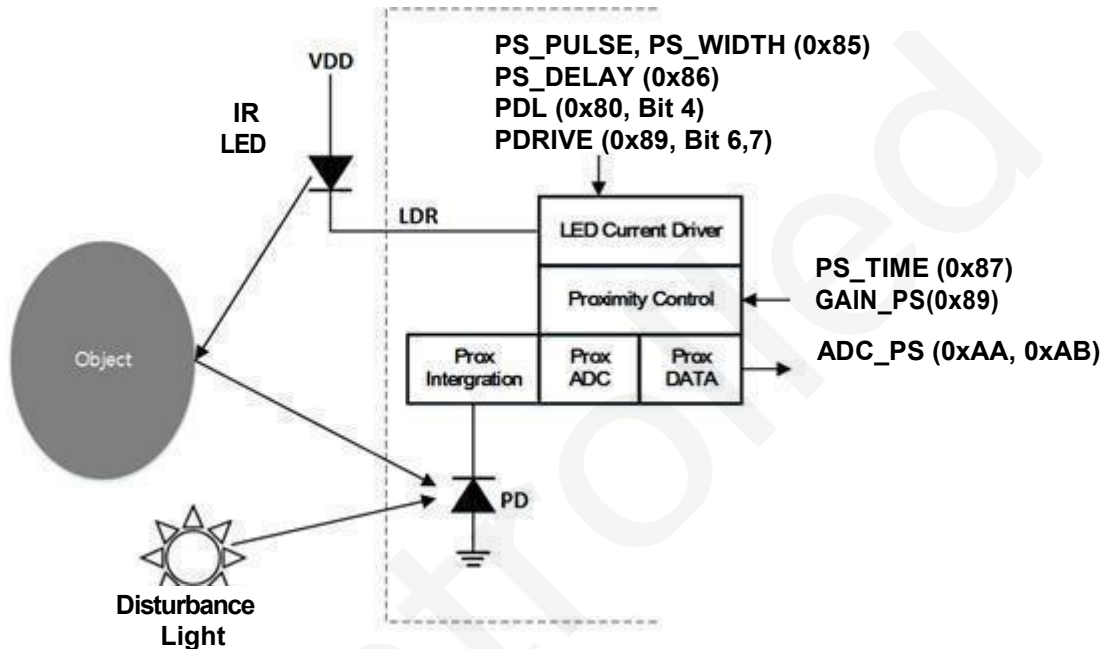 PS_PULSE, PS_WIDTH (0x85)
PS_DELAY (0x86)
PDL (0x80, Bit 4)
PDRIVE (0x89, Bit 6,7)
VDD
IR
LED
LDR
LED Current Driver
Proximity Control
PS_TIME (0x87)
GAIN_PS(0x89)
Prox
Intergration
Prox
ADC
Prox
DATA
ADC_PS (0xAA, 0xAB)
Object
PD
Disturbance
Light